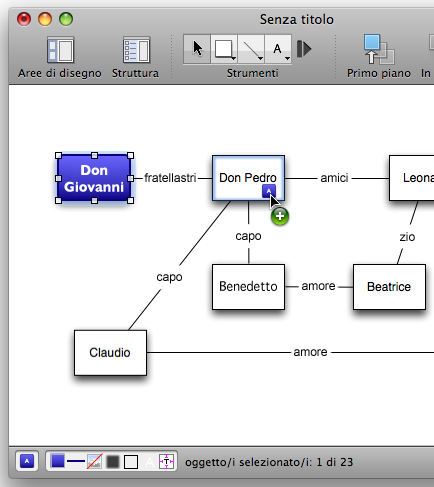 Senza titolo
Aree di disegno
Struttura
A
Strumenti
Primo piano
In
Don
Giovanni
fratellastri
Don Pedro
amici
Leona
A
capo
zio
capo
Benedetto
amore
Beatrice
Claudio
amore
A
A
T
oggetto/i selezionato/i: 1 di 23